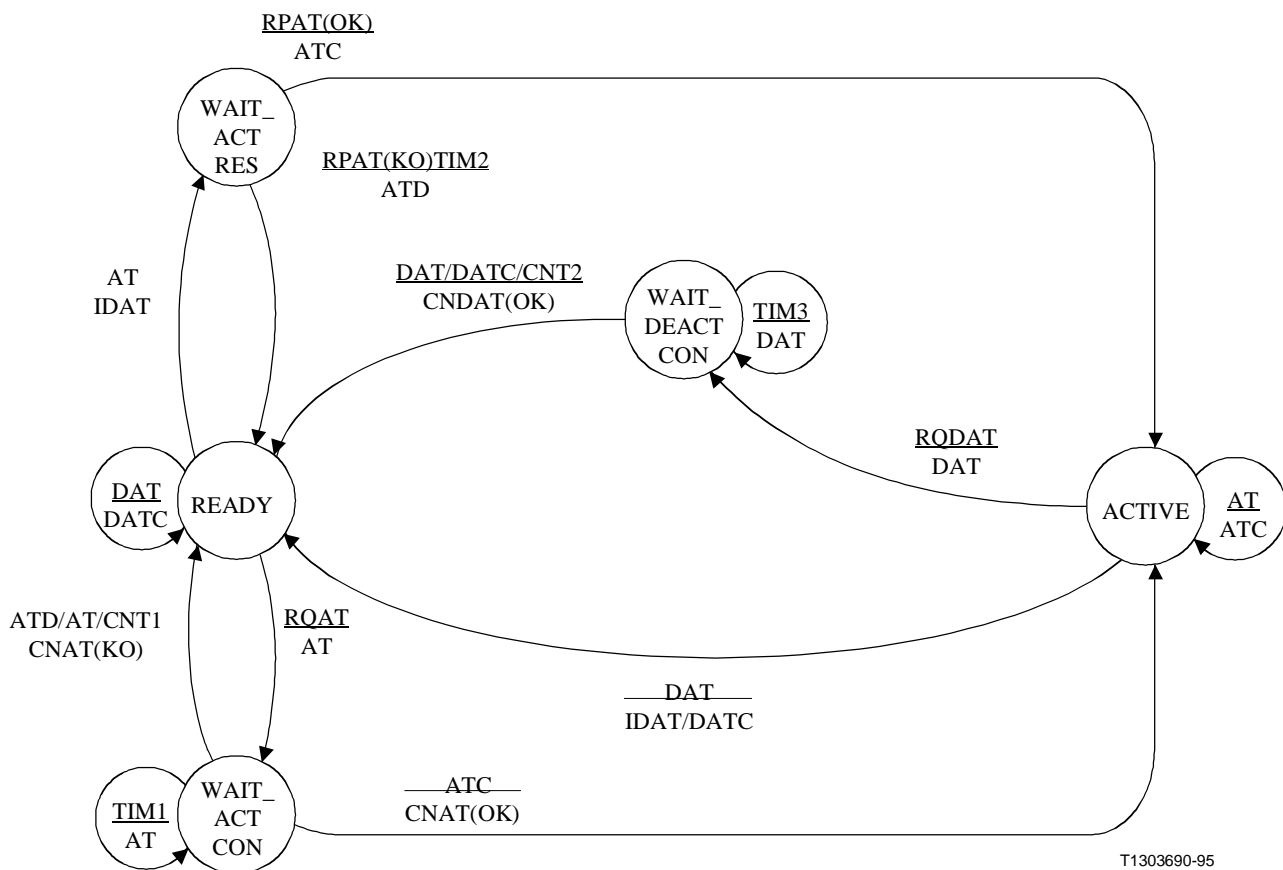 RPAT(OK)
ATC
WAIT_
ACT
RES
RPAT(KO)TIM2
ATD
AT
IDAT
DAT/DATC/CNT2
CNDAT(OK)
WAIT_
DEACT
CON
TIM3
DAT
RQDAT
DAT
DAT
DATC
READY
ACTIVE
AT
ATC
ATD/AT/CNT1
CNAT(KO)
RQAT
AT
DAT
IDAT/DATC
TIM1
AT
WAIT_
ACT
CON
ATC
CNAT(OK)
T1303690-95